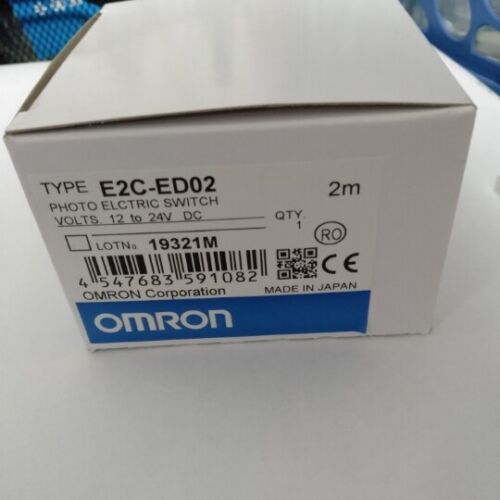 TYPE E2C-ED02 2m
PHOTO ELCTRIC SWITCH
VOLTS. 12 to 24V DC
QTY.
1
RO
LOTNo. 19321M
4 547683 591082
CE
OMRON Corporation MADE IN JAPAN
OMRON